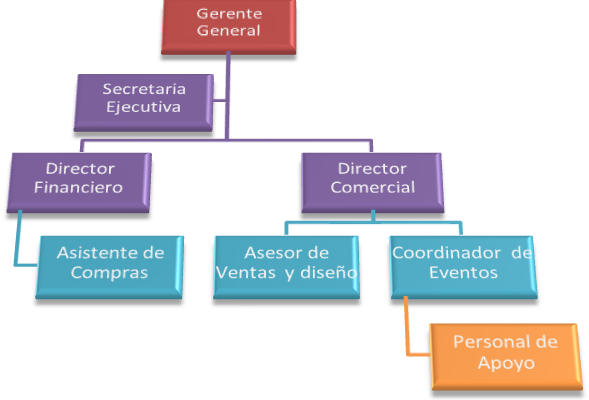 Gerente
General
Secretaria
Ejecutiva
Director
Financiero
Director
Comercial
Asistente de
Compras
Asesor de
Ventas y diseño
Coordinador de
Eventos
Personal de
Apoyo